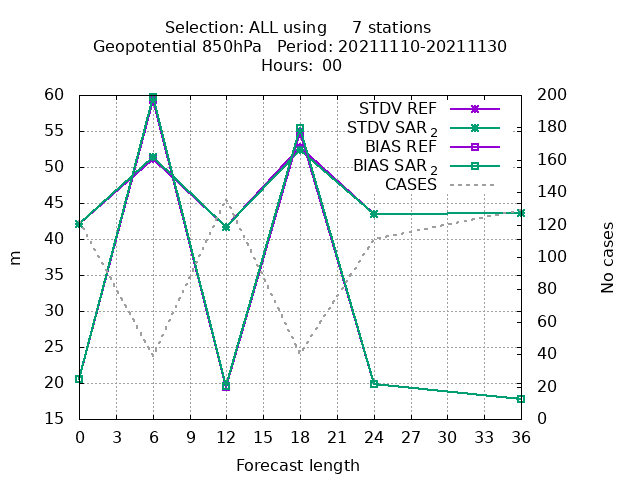 Selection: ALL using 7 stations
Geopotential 850hPa Period: 20211110-20211130
Hours: 00
STDV REF
STDV SAR 2
BIAS REF
BIAS SAR 2
CASES
60
55
50
45
40
35
30
25
20
15
200
180
160
140
120
100
80
60
40
20
0
m
No cases
0 3 6 9 12 15 18 21 24 27 30 33 36
Forecast length